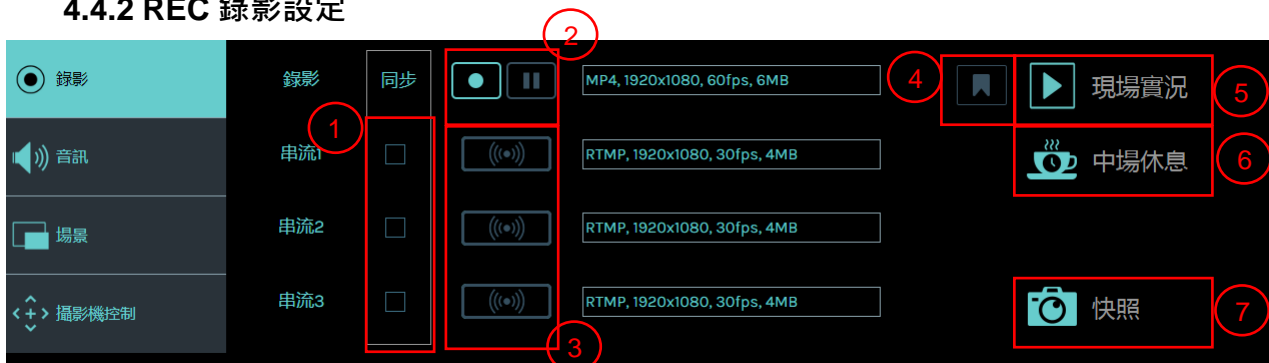 4.4.2 REC 錄影設定
2
錄影
錄影
同步
MP4, 1920x1080, 60fps, 6MB
4
現場實況
5
1
音訊
串流1
RTMP, 1920x1080, 30fps, 4MB
中場休息
6
場景
串流2
RTMP, 1920x1080, 30fps, 4MB
攝影機控制
串流3
RTMP, 1920x1080, 30fps, 4MB
快照
7
3